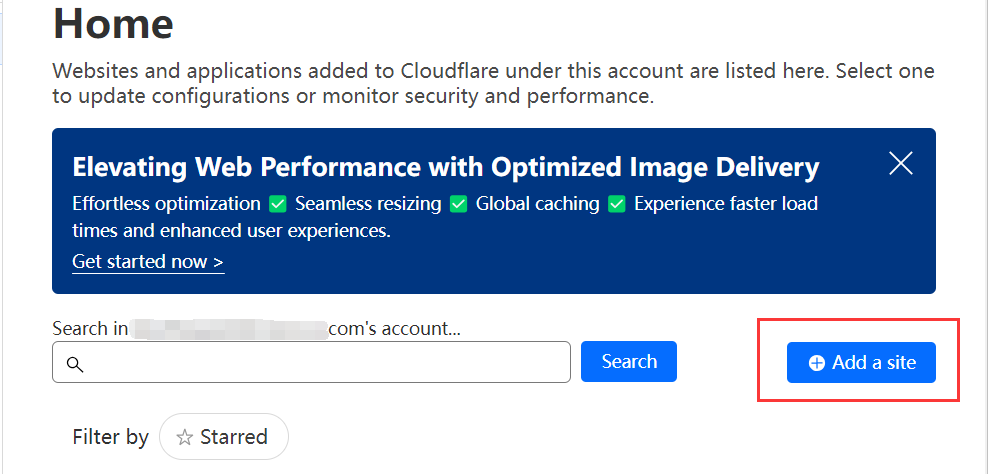 Home
Websites and applications added to Cloudflare under this account are listed here. Select one
to update configurations or monitor security and performance.
Elevating Web Performance with Optimized Image Delivery
Effortless optimization ✅ Seamless resizing ✅ Global caching ✅ Experience faster load
times and enhanced user experiences.
Get started now >
Search in com's account...
Search
Add a site
Filter by
Starred